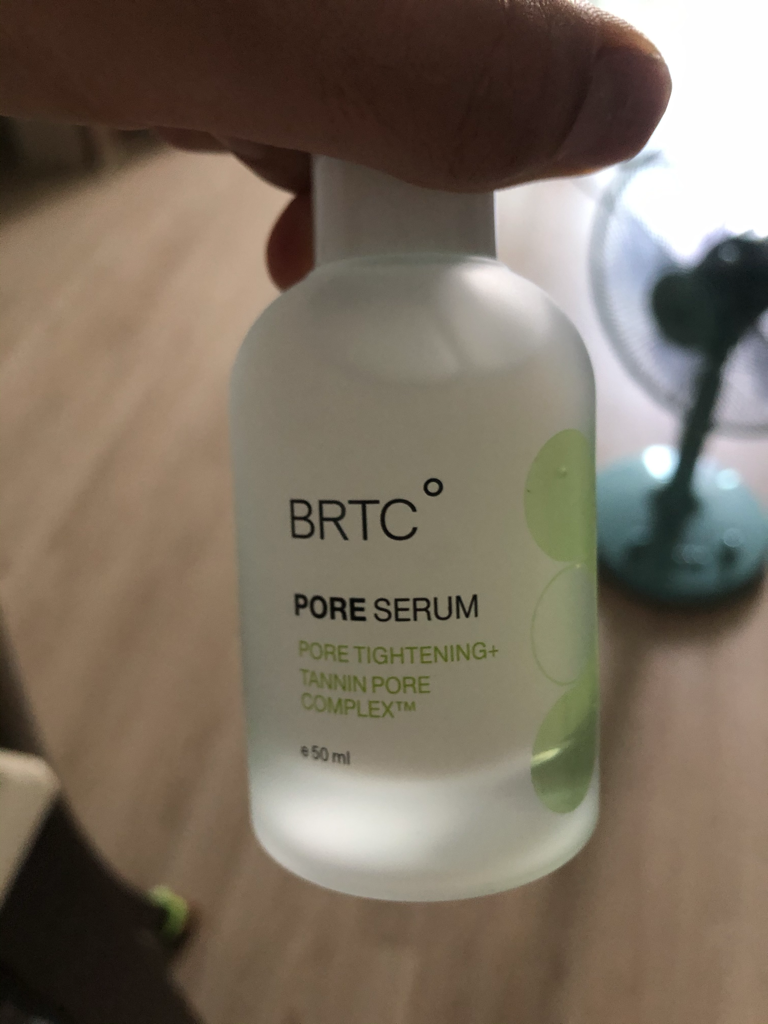 BRTC°
PORE SERUM
PORE TIGHTENING+
TANNIN PORE
COMPLEX™
e 50 ml